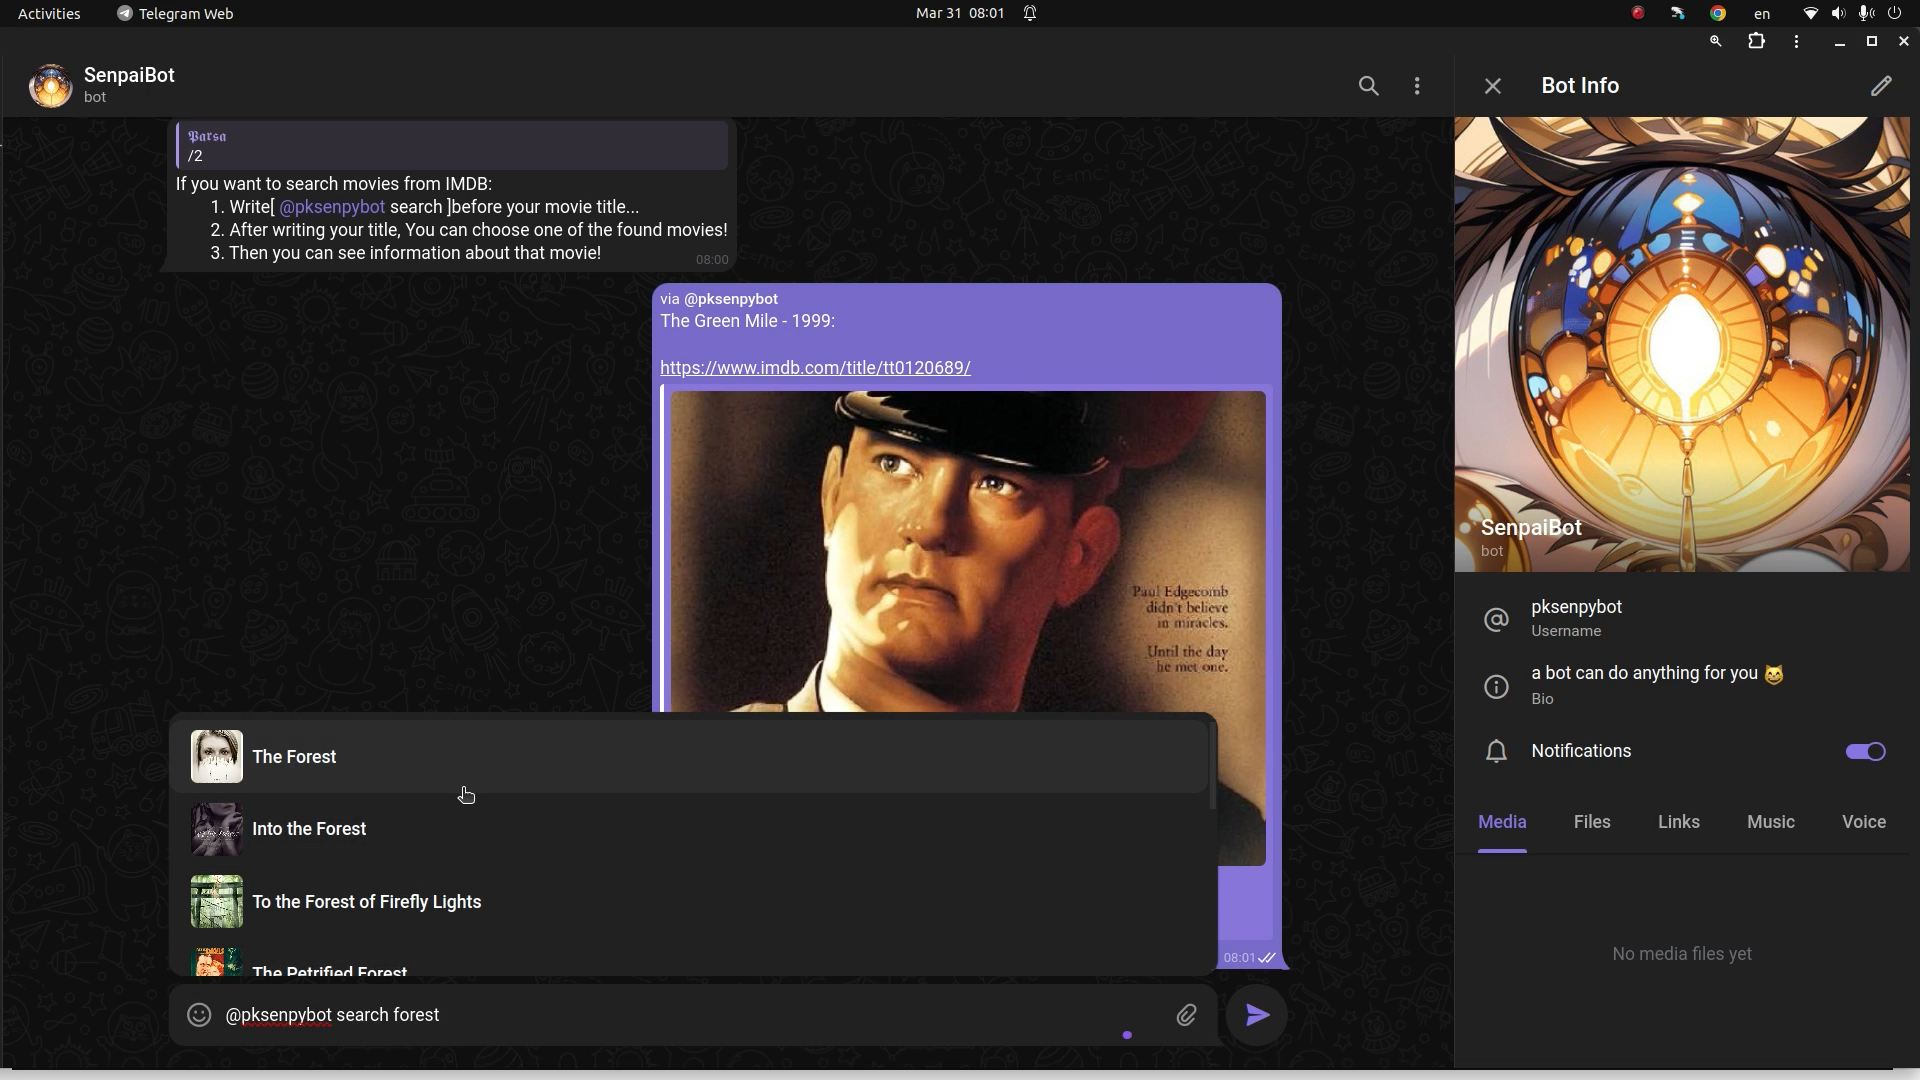 Activities
Telegram Web
Mar 31 08:01
en
SenpaiBot
bot
Bot Info
𝕻𝖆𝖗𝖘𝖆
/2
If you want to search movies from IMDB:
1. Write[ @pksenpybot search ]before your movie title...
2. After writing your title, You can choose one of the found movies!
3. Then you can see information about that movie!
08:00
via @pksenpybot
The Green Mile - 1999:
https://www.imdb.com/title/tt0120689/
Paul Edgecomb
didn't believe
in miracles.
Until the day
he met one.
08:01
The Forest
Into the Forest
To the Forest of Firefly Lights
The Petrified Forest
@pksenpybot search forest
SenpaiBot
bot
pksenpybot
Username
a bot can do anything for you 😸
Bio
Notifications
Media
Files
Links
Music
Voice
No media files yet